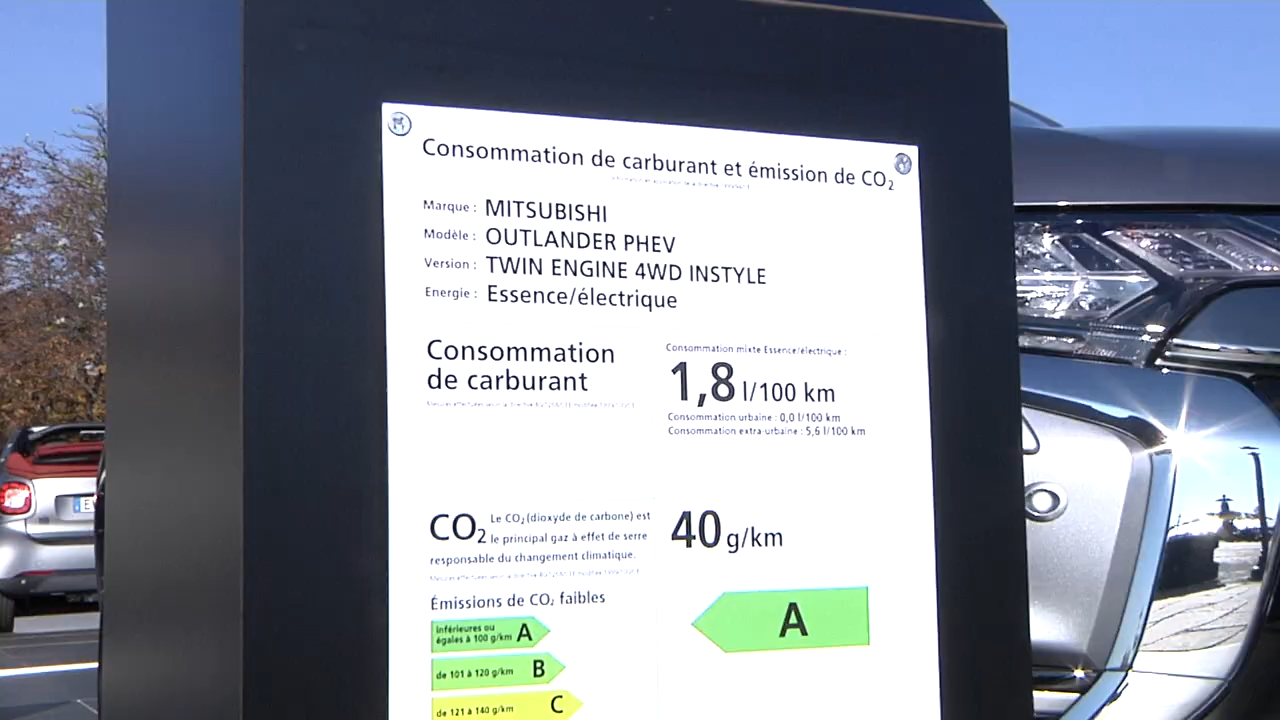 Consommation de carburant et émission de CO₂
Marque : MITSUBISHI
Modèle : OUTLANDER PHEV
Version : TWIN ENGINE 4WD INSTYLE
Energie : Essence/électrique
Consommation
de carburant
Consommation mixte Essence/électrique :
1,8 l/100 km
Consommation urbaine : 0,0 l/100 km
Consommation extra urbaine : 5,6 l/100 km
CO₂ Le CO₂ (dioxyde de carbone) est
le principal gaz à effet de serre
responsable du changement climatique.
40 g/km
Émissions de CO₂ faibles
Inférieures ou
égales à 100 g/km A
A
de 101 à 120 g/km B
de 121 à 140 g/km C